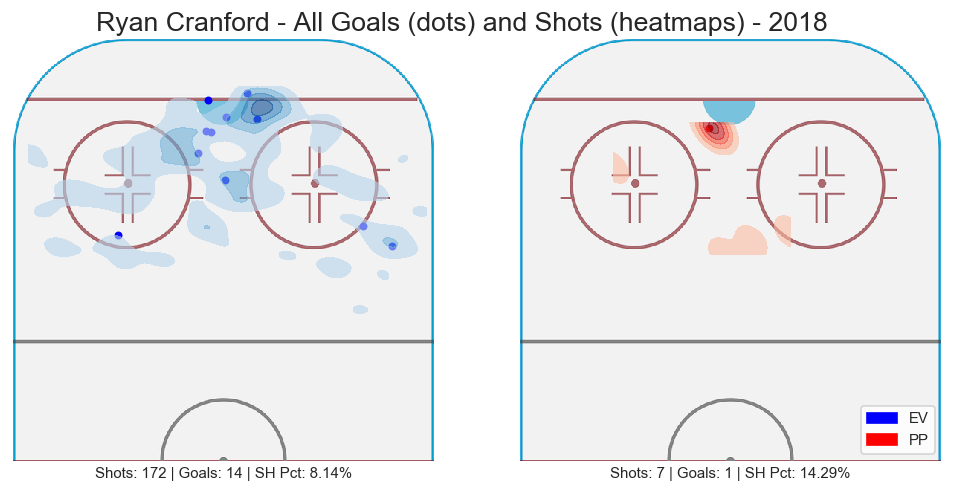 Ryan Cranford - All Goals (dots) and Shots (heatmaps) - 2018
EV
PP
Shots: 172 | Goals: 14 | SH Pct: 8.14%
Shots: 7 | Goals: 1 | SH Pct: 14.29%